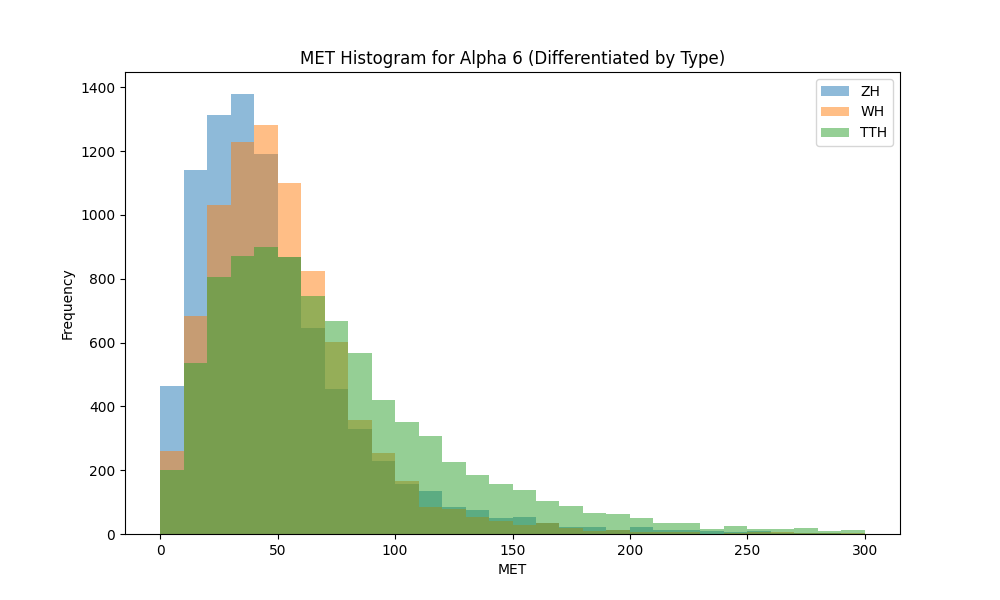 MET Histogram for Alpha 6 (Differentiated by Type)
ZH
WH
TTH
1400
1200
1000
800
600
400
200
0
Frequency
0 50 100 150 200 250 300
MET